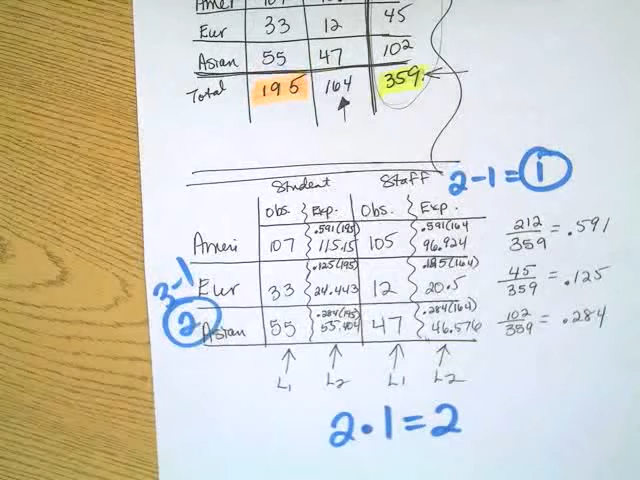 Amer 107
Eur 33 12 45
Asian 55 47 102
Total 195 164 359.
Student Staff 2-1=1
Obs. Exp. Obs. Exp.
.591(195) .591(164
Ameri 107 115.15 105 96.924
212/359 = .591
3-1
.125(195) .125(164)
Eur 33 24.443 12 20.5
45/359 = .125
2
.284(195) .284(164)
Asian 55 55.404 47 46.576
102/359 = .284
L1 L2 L1 L2
2·1=2